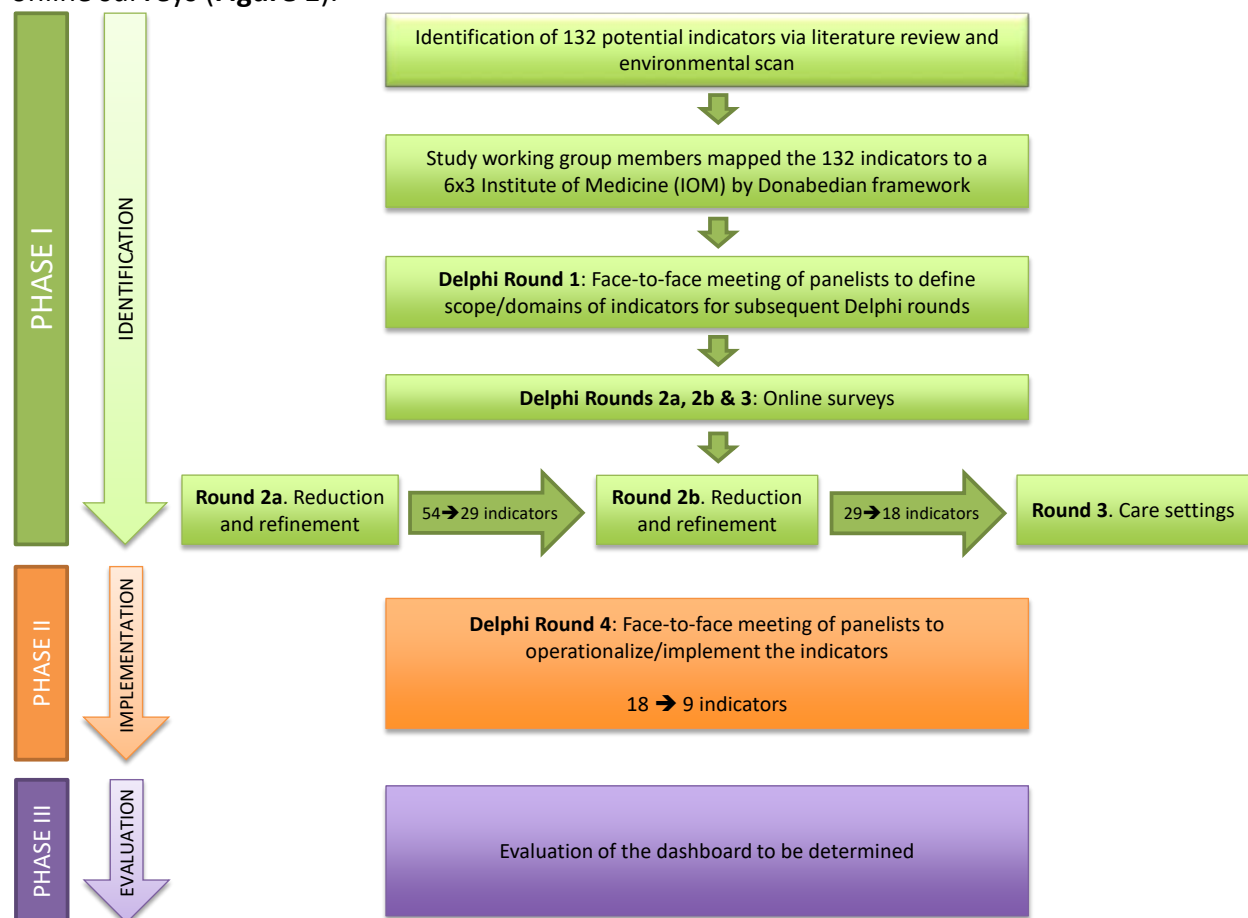 Online surveys (Figure 2).
Identification of 132 potential indicators via literature review and
environmental scan
Study working group members mapped the 132 indicators to a
6x3 Institute of Medicine (IOM) by Donabedian framework
Delphi Round 1: Face-to-face meeting of panelists to define
scope/domains of indicators for subsequent Delphi rounds
Delphi Rounds 2a, 2b & 3: Online surveys
PHASE I
IDENTIFICATION
Round 2a. Reduction
and refinement
54➔29 indicators
Round 2b. Reduction
and refinement
29➔18 indicators
Round 3. Care settings
PHASE II
IMPLEMENTATION
Delphi Round 4: Face-to-face meeting of panelists to
operationalize/implement the indicators
18 ➔ 9 indicators
PHASE III
EVALUATION
Evaluation of the dashboard to be determined